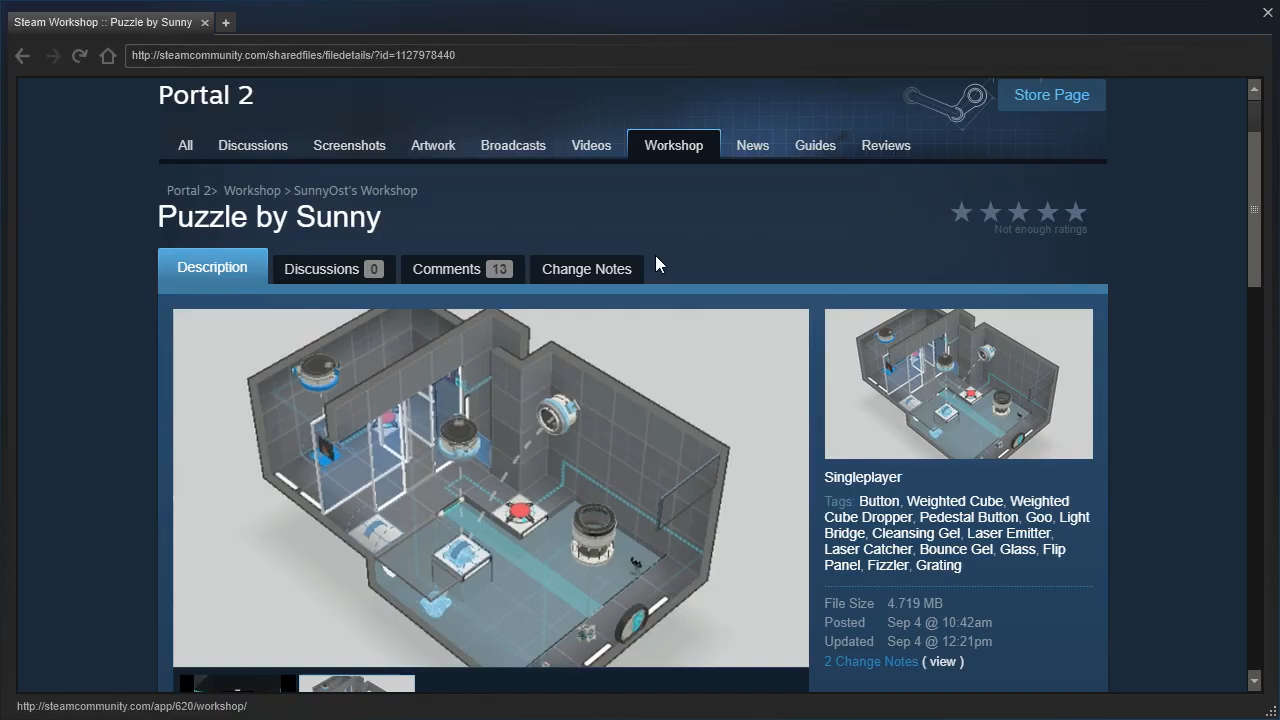 Steam Workshop :: Puzzle by Sunny
http://steamcommunity.com/sharedfiles/filedetails/?id=1127978440
Portal 2
Store Page
All Discussions Screenshots Artwork Broadcasts Videos Workshop News Guides Reviews
Portal 2> Workshop > SunnyOst's Workshop
Puzzle by Sunny
Not enough ratings
Description Discussions 0 Comments 13 Change Notes
Singleplayer
Tags: Button, Weighted Cube, Weighted
Cube Dropper, Pedestal Button, Goo, Light
Bridge, Cleansing Gel, Laser Emitter,
Laser Catcher, Bounce Gel, Glass, Flip
Panel, Fizzler, Grating
File Size 4.719 MB
Posted Sep 4 @ 10:42am
Updated Sep 4 @ 12:21pm
2 Change Notes ( view )
http://steamcommunity.com/app/620/workshop/